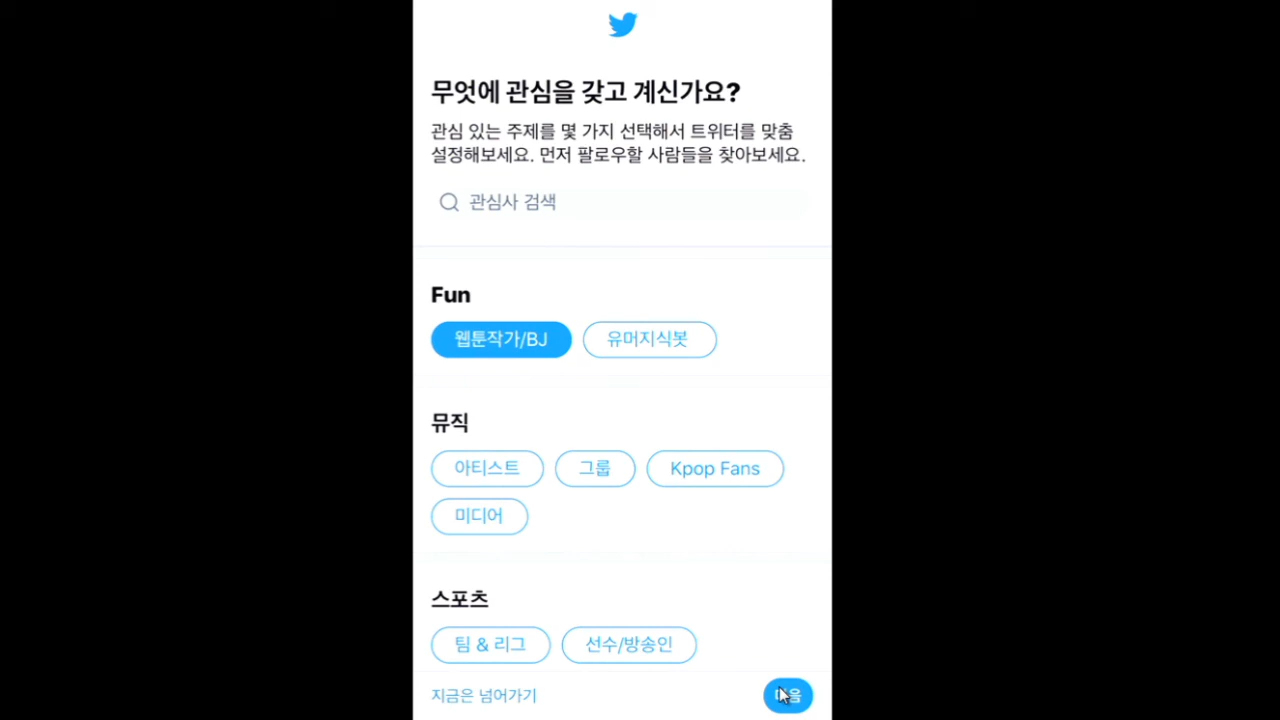 무엇에 관심을 갖고 계신가요?
관심 있는 주제를 몇 가지 선택해서 트위터를 맞춤
설정해보세요. 먼저 팔로우할 사람들을 찾아보세요.
관심사 검색
Fun
웹툰작가/BJ 유머지식봇
뮤직
아티스트 그룹 Kpop Fans
미디어
스포츠
팀 & 리그 선수/방송인
지금은 넘어가기